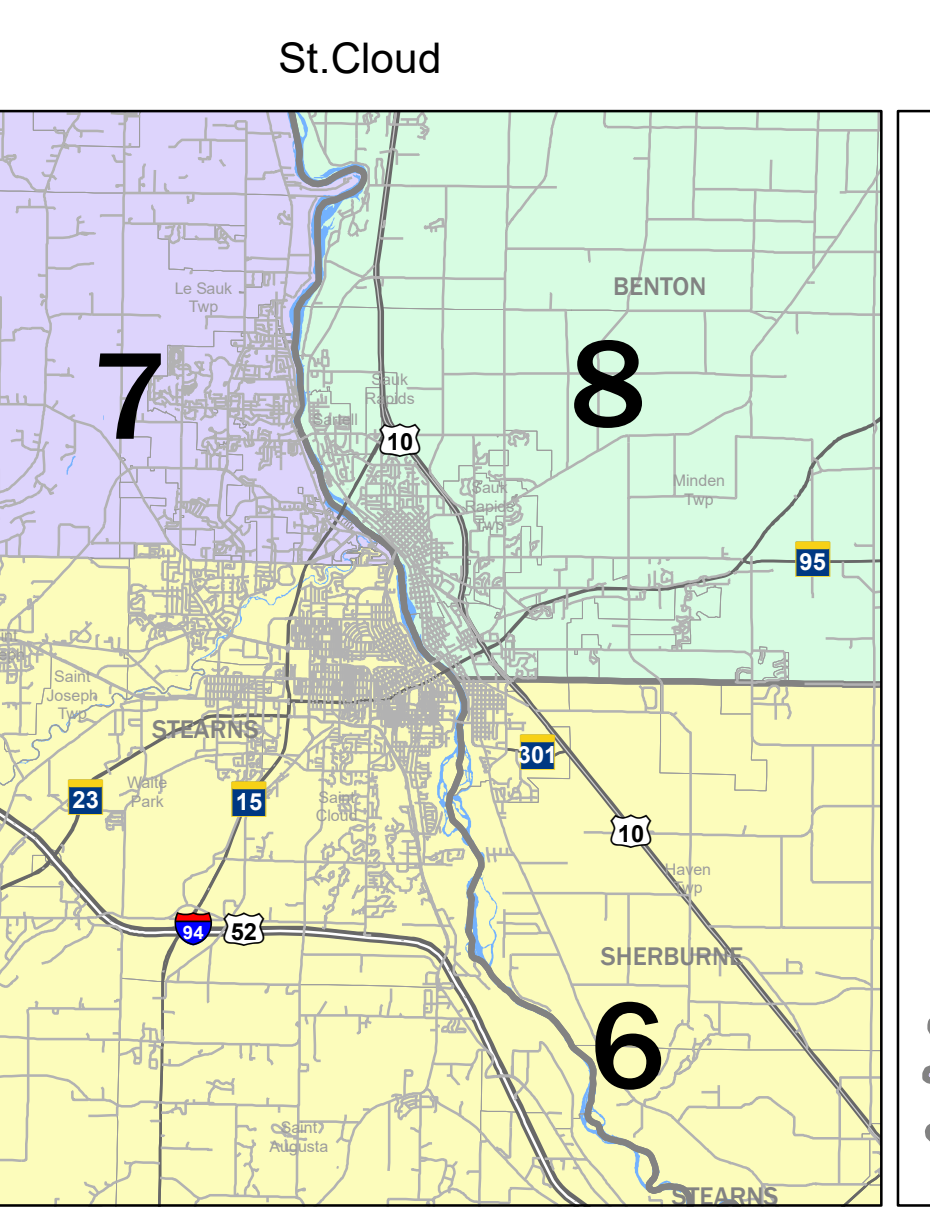 St.Cloud
BENTON
Le Sauk
Twp
7
8
Sauk
Rapids
Sartell
10
Minden
Twp
Sauk
Rapids
Twp
95
Saint
Joseph
Twp
STEARNS
301
Waite
Park
23
15
Saint
Cloud
10
Haven
Twp
94
52
SHERBURNE
6
Saint
Augusta
STEARNS